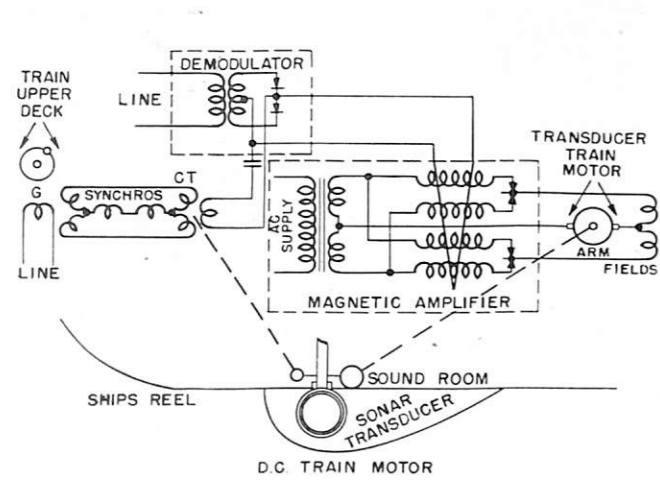 DEMODULATOR
TRAIN
UPPER
DECK
LINE
TRANSDUCER
TRAIN
MOTOR
G
SYNCHROS
CT
AC
SUPPLY
ARM
FIELDS
LINE
MAGNETIC AMPLIFIER
SOUND ROOM
SHIPS REEL
SONAR
TRANSDUCER
D.C. TRAIN MOTOR